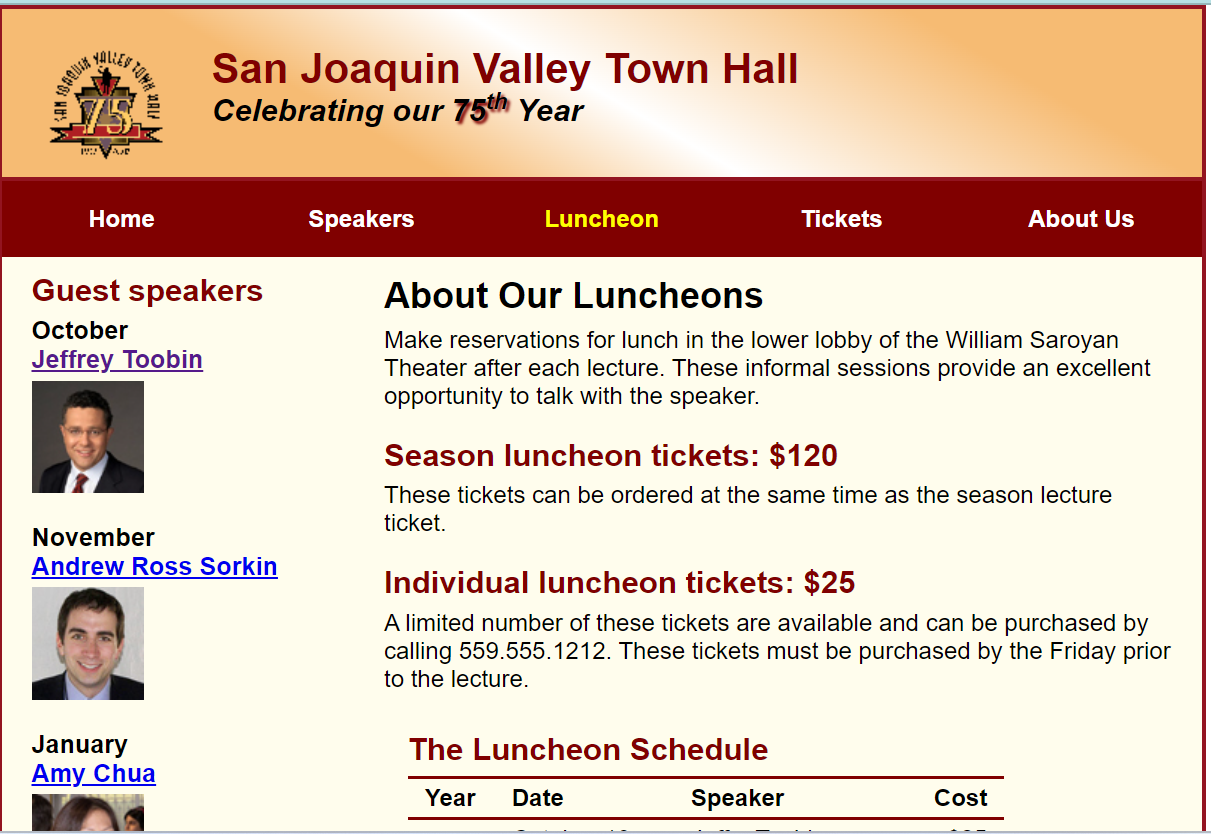 SAN JOAQUIN VALLEY TOWN HALL
75
San Joaquin Valley Town Hall
Celebrating our 75th Year
Home Speakers Luncheon Tickets About Us
Guest speakers
October
Jeffrey Toobin
November
Andrew Ross Sorkin
January
Amy Chua
About Our Luncheons
Make reservations for lunch in the lower lobby of the William Saroyan
Theater after each lecture. These informal sessions provide an excellent
opportunity to talk with the speaker.
Season luncheon tickets: $120
These tickets can be ordered at the same time as the season lecture
ticket.
Individual luncheon tickets: $25
A limited number of these tickets are available and can be purchased by
calling 559.555.1212. These tickets must be purchased by the Friday prior
to the lecture.
The Luncheon Schedule
Year Date Speaker Cost